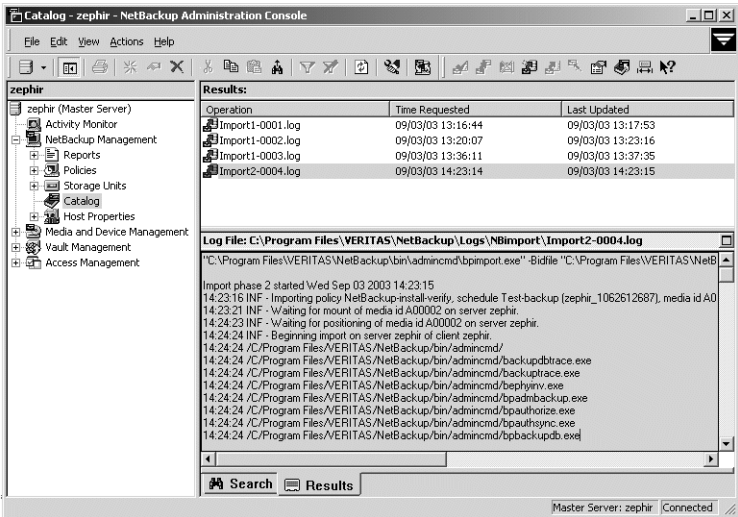 Catalog - zephir - NetBackup Administration Console
File Edit View Actions Help
zephir
Results:
zephir (Master Server)
Activity Monitor
NetBackup Management
Reports
Policies
Storage Units
Catalog
Host Properties
Media and Device Management
Vault Management
Access Management
Operation Time Requested Last Updated
Import1-0001.log 09/03/03 13:16:44 09/03/03 13:17:53
Import1-0002.log 09/03/03 13:20:07 09/03/03 13:23:16
Import1-0003.log 09/03/03 13:36:11 09/03/03 13:37:35
Import2-0004.log 09/03/03 14:23:14 09/03/03 14:23:15
Log File: C:\Program Files\VERITAS\NetBackup\Logs\NBimport\Import2-0004.log
"C:\Program Files\VERITAS\NetBackup\bin\admincmd\bpimport.exe" -Bidfile "C:\Program Files\VERITAS\NetB
Import phase 2 started Wed Sep 03 2003 14:23:15
14:23:16 INF - Importing policy NetBackup-install-verify, schedule Test-backup (zephir_1062612687), media id A0
14:23:21 INF - Waiting for mount of media id A00002 on server zephir.
14:24:23 INF - Waiting for positioning of media id A00002 on server zephir.
14:24:24 INF - Beginning import on server zephir of client zephir.
14:24:24 /C/Program Files/VERITAS/NetBackup/bin/admincmd/
14:24:24 /C/Program Files/VERITAS/NetBackup/bin/admincmd/backupdbtrace.exe
14:24:24 /C/Program Files/VERITAS/NetBackup/bin/admincmd/backuptrace.exe
14:24:24 /C/Program Files/VERITAS/NetBackup/bin/admincmd/bephyinv.exe
14:24:24 /C/Program Files/VERITAS/NetBackup/bin/admincmd/bpadmbackup.exe
14:24:24 /C/Program Files/VERITAS/NetBackup/bin/admincmd/bpauthorize.exe
14:24:24 /C/Program Files/VERITAS/NetBackup/bin/admincmd/bpauthsync.exe
14:24:24 /C/Program Files/VERITAS/NetBackup/bin/admincmd/bpbackupdb.exe
Search Results
Master Server: zephir Connected